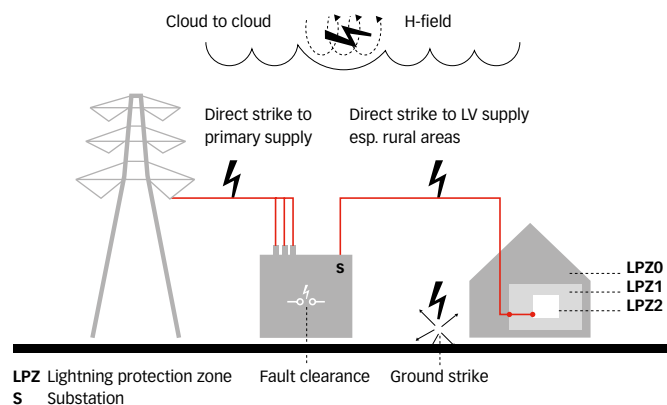 Cloud to cloud
H-field
Direct strike to
primary supply
Direct strike to LV supply
esp. rural areas
S
LPZ0
LPZ1
LPZ2
LPZ Lightning protection zone
S Substation
Fault clearance
Ground strike